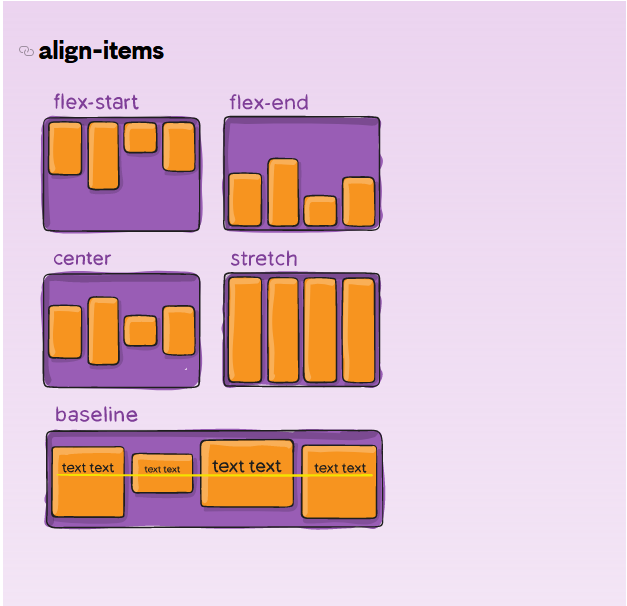 align-items
flex-start
flex-end
center
stretch
baseline
text text
text text
text text
text text